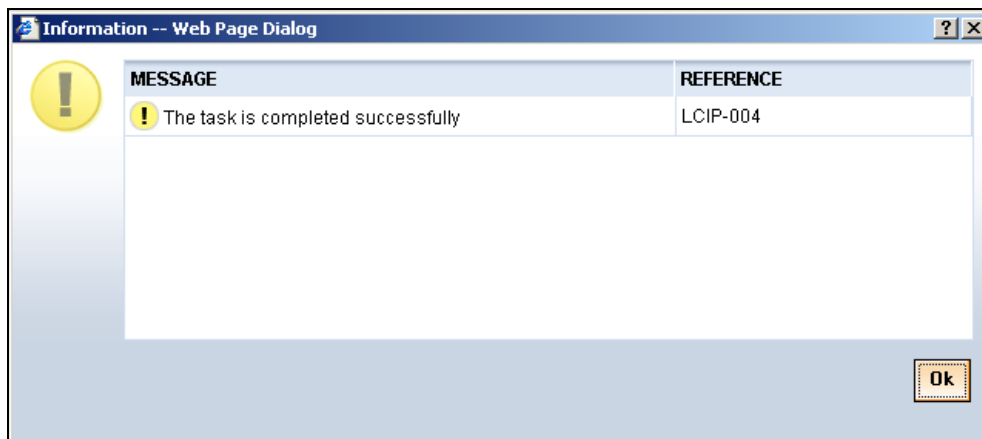 Information -- Web Page Dialog
MESSAGE REFERENCE
The task is completed successfully LCIP-004
Ok